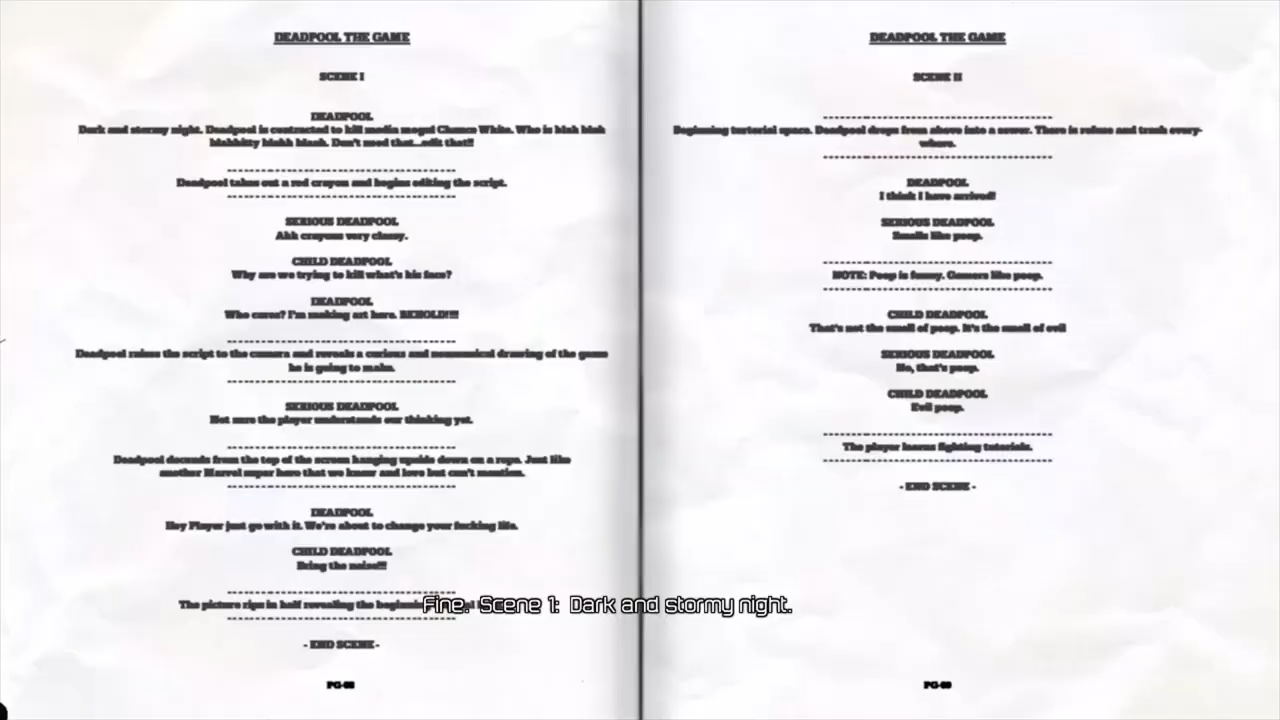 DEADPOOL THE GAME
SCENE I
DEADPOOL
Dark and stormy night. Deadpool is contracted to kill media mogul Chance White. Who is blah blah
blahbitty blahh blaah. Don't need that...edit that!!
Deadpool takes out a red crayon and begins editing the script.
SERIOUS DEADPOOL
Ahh crayons very classy.
CHILD DEADPOOL
Why are we trying to kill what's his face?
DEADPOOL
Who cares? I'm making art here. BEHOLD!!!!
Deadpool raises the script to the camera and reveals a curious and nonsensical drawing of the game
he is going to make.
SERIOUS DEADPOOL
Not sure the player understands our thinking yet.
Deadpool descends from the top of the screen hanging upside down on a rope. Just like
another Marvel super hero that we know and love but can't mention.
DEADPOOL
Hey Player just go with it. We're about to change your fucking life.
CHILD DEADPOOL
Bring the noise!!!
The picture rips in half revealing the
- END SCENE -
PG-02
DEADPOOL THE GAME
SCENE II
Beginning tutorial space. Deadpool drops from above into a sewer. There is refuse and trash every-
where.
DEADPOOL
I think I have arrived!
SERIOUS DEADPOOL
Smells like poop.
NOTE: Poop is funny. Gamers like poop.
CHILD DEADPOOL
That's not the smell of poop. It's the smell of evil
SERIOUS DEADPOOL
No, that's poop.
CHILD DEADPOOL
Evil poop.
The player learns fighting tutorials.
- END SCENE -
Fine. Scene 1: Dark and stormy night.